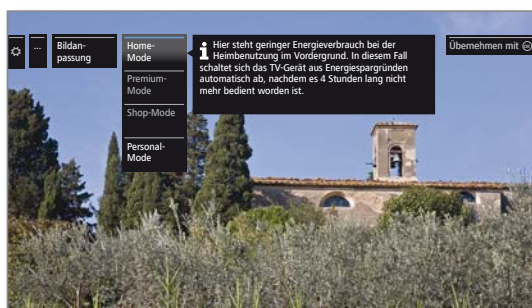 ...
Bildan-
passung
Home-
Mode
Premium-
Mode
Shop-Mode
Personal-
Mode
i Hier steht geringer Energieverbrauch bei der
Heimbenutzung im Vordergrund. In diesem Fall
schaltet sich das TV-Gerät aus Energiespargründen
automatisch ab, nachdem es 4 Stunden lang nicht
mehr bedient worden ist.
Übernehmen mit OK